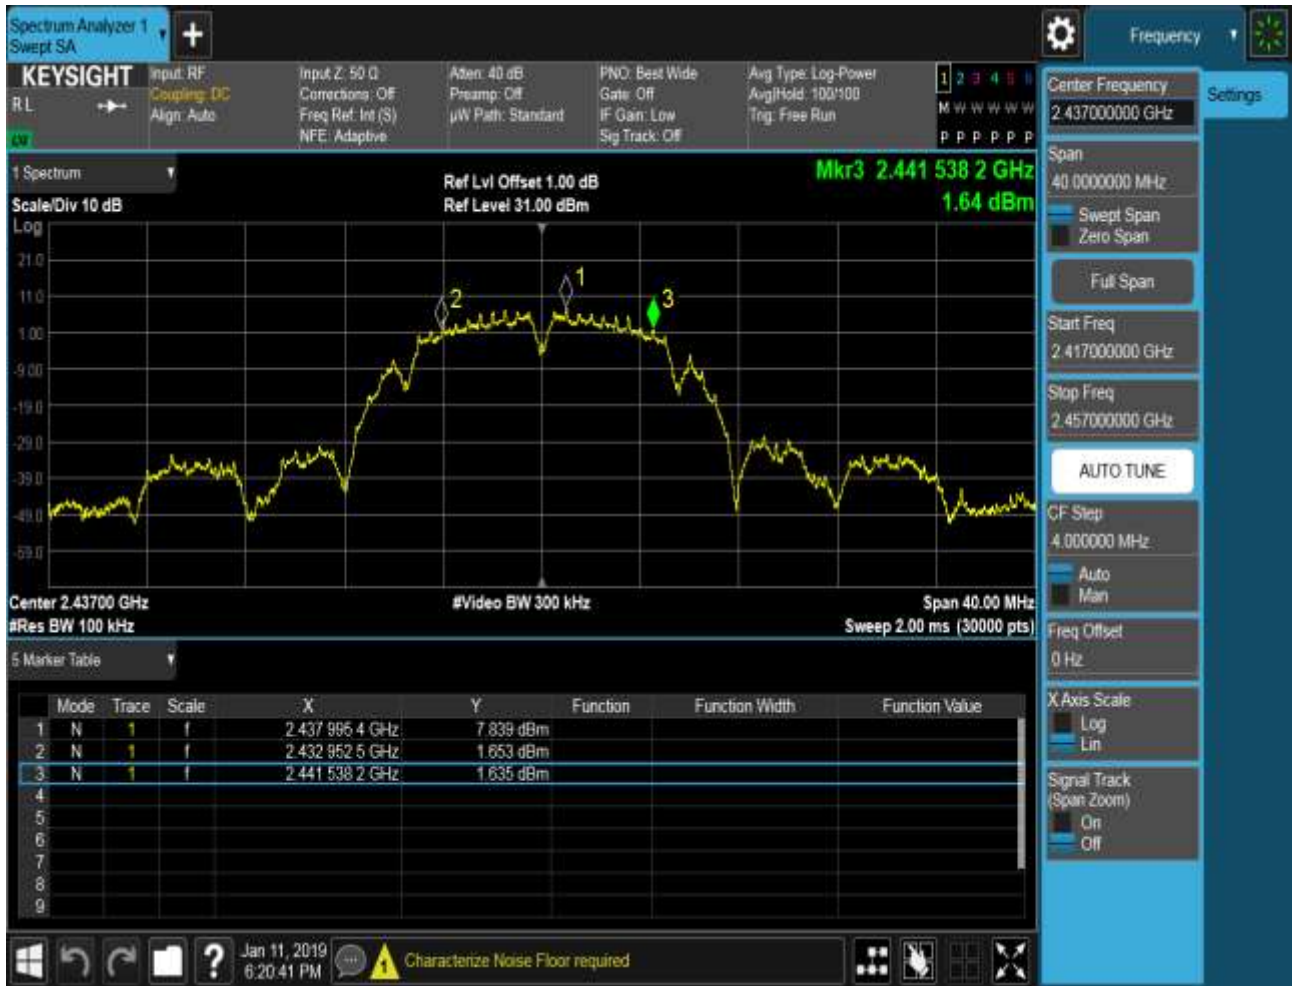 Spectrum Analyzer 1
Swept SA
+
Frequency
KEYSIGHT
RL
Input: RF
Coupling: DC
Align: Auto
Input Z: 50 Ω
Corrections: Off
Freq Ref: Int (S)
NFE: Adaptive
Atten: 40 dB
Preamp: Off
µW Path: Standard
PNO: Best Wide
Gate: Off
IF Gain: Low
Sig Track: Off
Avg Type: Log-Power
Avg|Hold: 100/100
Trig: Free Run
1 2 3 4 5 6
M W W W W W
P P P P P P
1 Spectrum
Scale/Div 10 dB
Ref Lvl Offset 1.00 dB
Ref Level 31.00 dBm
Mkr3 2.441 538 2 GHz
1.64 dBm
Log
21.0
11.0
1.00
-9.00
-19.0
-29.0
-39.0
-49.0
-59.0
1
2
3
Center 2.43700 GHz
#Video BW 300 kHz
Span 40.00 MHz
#Res BW 100 kHz
Sweep 2.00 ms (30000 pts)
5 Marker Table
Mode Trace Scale X Y Function Function Width Function Value
1 N 1 f 2.437 995 4 GHz 7.839 dBm
2 N 1 f 2.432 952 5 GHz 1.653 dBm
3 N 1 f 2.441 538 2 GHz 1.635 dBm
4
5
6
7
8
9
Jan 11, 2019
6:20:41 PM
?
1
Characterize Noise Floor required
Center Frequency
2.437000000 GHz
Settings
Span
40.0000000 MHz
Swept Span
Zero Span
Full Span
Start Freq
2.417000000 GHz
Stop Freq
2.457000000 GHz
AUTO TUNE
CF Step
4.000000 MHz
Auto
Man
Freq Offset
0 Hz
X Axis Scale
Log
Lin
Signal Track
(Span Zoom)
On
Off